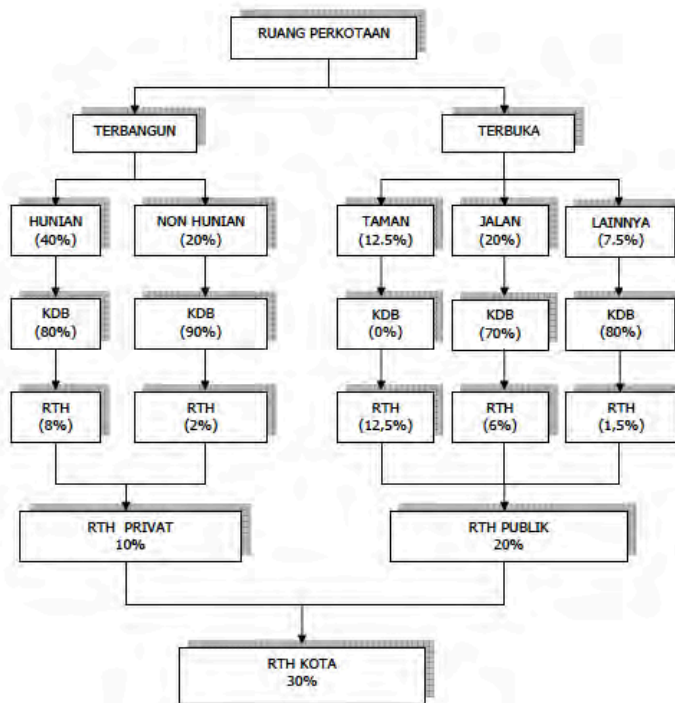 RUANG PERKOTAAN
TERBANGUN
TERBUKA
HUNIAN
(40%)
NON HUNIAN
(20%)
TAMAN
(12.5%)
JALAN
(20%)
LAINNYA
(7.5%)
KDB
(80%)
KDB
(90%)
KDB
(0%)
KDB
(70%)
KDB
(80%)
RTH
(8%)
RTH
(2%)
RTH
(12,5%)
RTH
(6%)
RTH
(1,5%)
RTH PRIVAT
10%
RTH PUBLIK
20%
RTH KOTA
30%